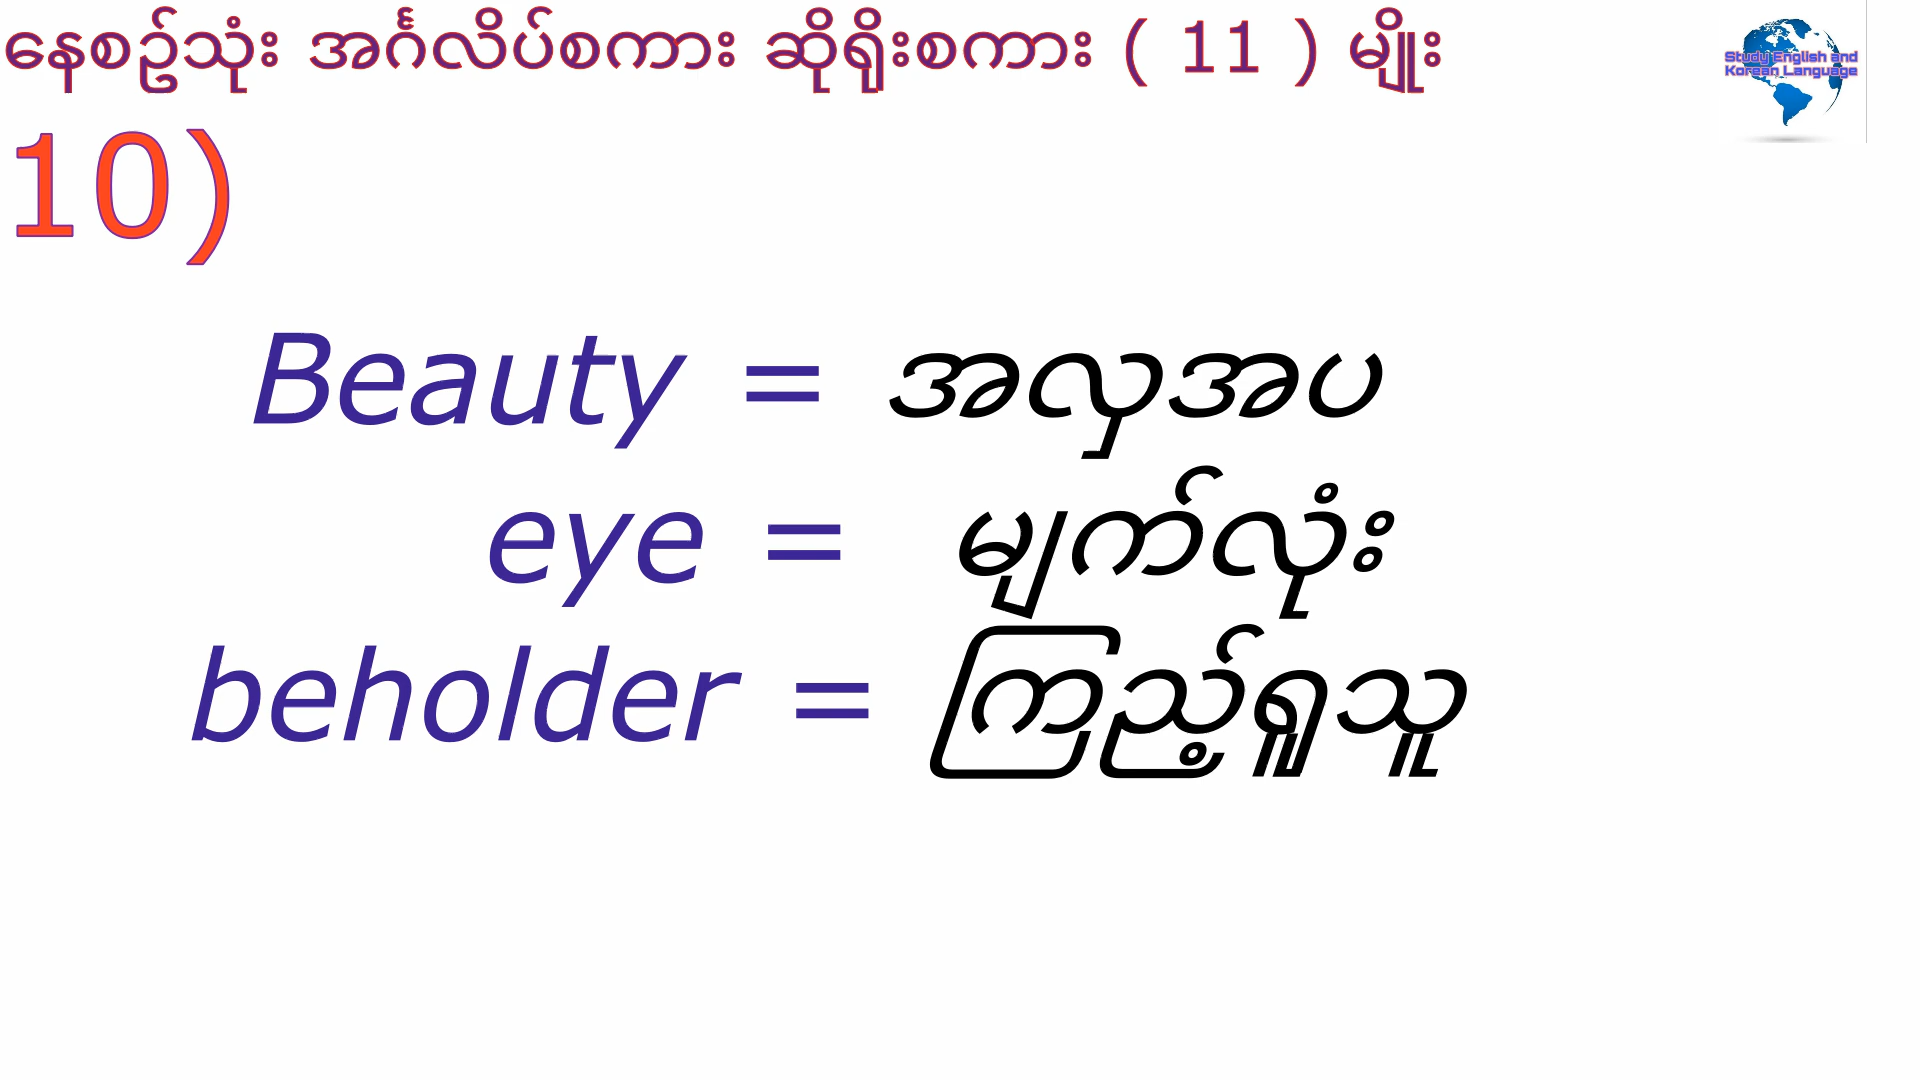 နေစဥ်သုံး အင်္ဂလိပ်စကား ဆိုရိုးစကား ( 11 ) မျိုး
Study English and
Korean Language
10)
Beauty = အလှအပ
eye = မျက်လုံး
beholder = ကြည့်ရှုသူ